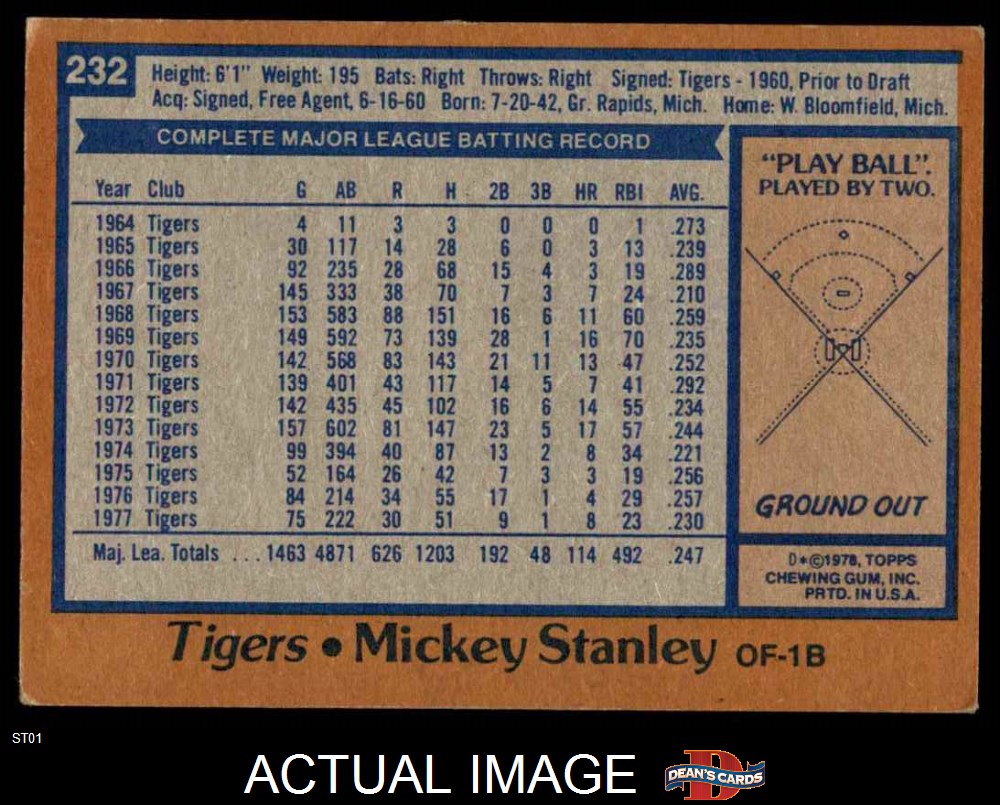 232
Height: 6'1" Weight: 195 Bats: Right Throws: Right Signed: Tigers - 1960, Prior to Draft
Acq: Signed, Free Agent, 6-16-60 Born: 7-20-42, Gr. Rapids, Mich. Home: W. Bloomfield, Mich.
COMPLETE MAJOR LEAGUE BATTING RECORD
Year Club G AB R H 2B 3B HR RBI AVG.
1964 Tigers 4 11 3 3 0 0 0 1 .273
1965 Tigers 30 117 14 28 6 0 3 13 .239
1966 Tigers 92 235 28 68 15 4 3 19 .289
1967 Tigers 145 333 38 70 7 3 7 24 .210
1968 Tigers 153 583 88 151 16 6 11 60 .259
1969 Tigers 149 592 73 139 28 1 16 70 .235
1970 Tigers 142 568 83 143 21 11 13 47 .252
1971 Tigers 139 401 43 117 14 5 7 41 .292
1972 Tigers 142 435 45 102 16 6 14 55 .234
1973 Tigers 157 602 81 147 23 5 17 57 .244
1974 Tigers 99 394 40 87 13 2 8 34 .221
1975 Tigers 52 164 26 42 7 3 3 19 .256
1976 Tigers 84 214 34 55 17 1 4 29 .257
1977 Tigers 75 222 30 51 9 1 8 23 .230
Maj. Lea. Totals ... 1463 4871 626 1203 192 48 114 492 .247
"PLAY BALL".
PLAYED BY TWO.
GROUND OUT
D*©1978, TOPPS
CHEWING GUM, INC.
PRTD. IN U.S.A.
Tigers • Mickey Stanley OF-1B
ST01
ACTUAL IMAGE
D
DEAN'S CARDS